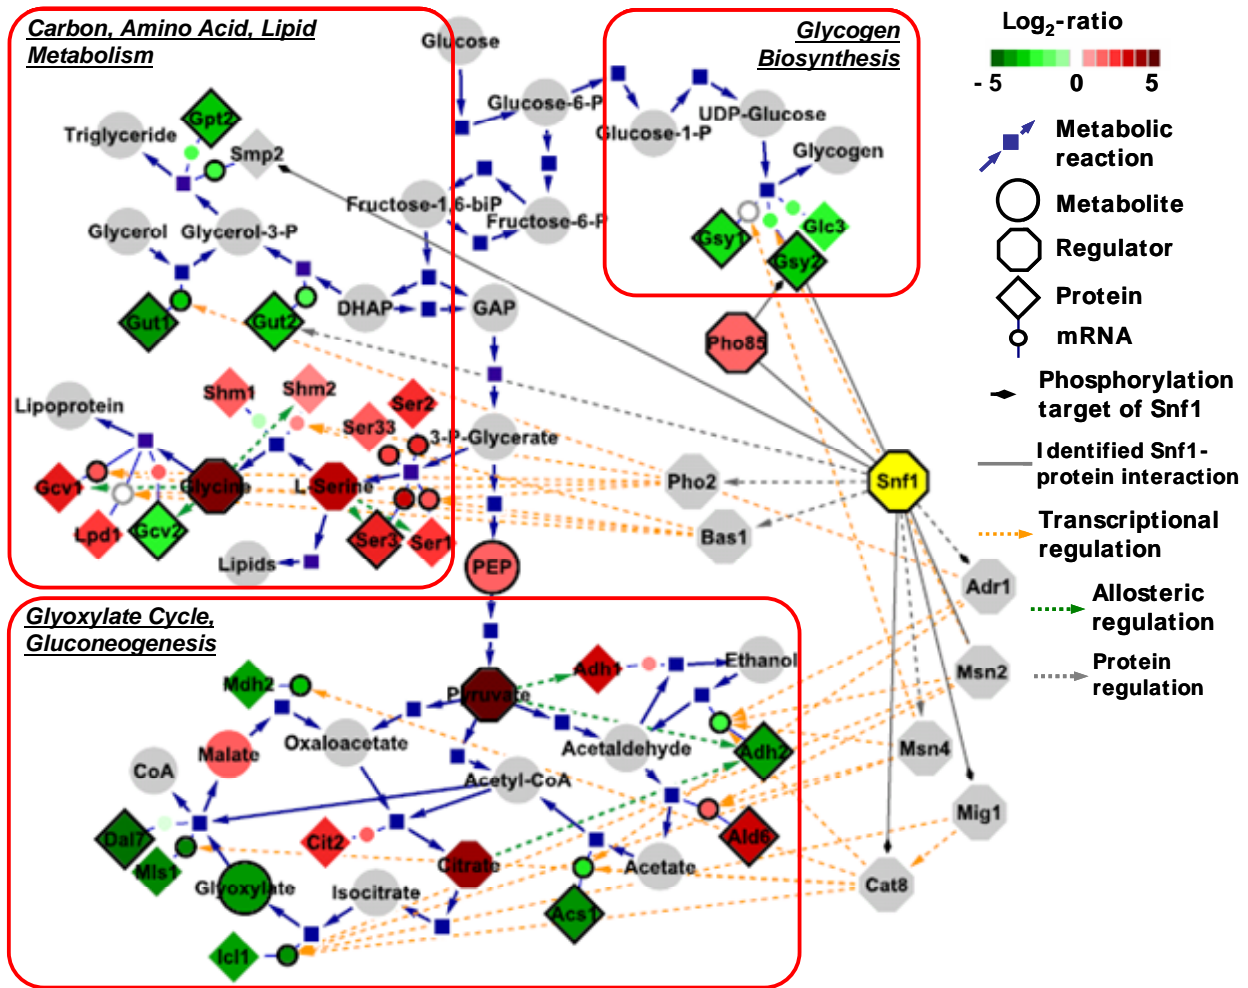 Carbon, Amino Acid, Lipid
Metabolism
Glucose
Glycogen
Biosynthesis
Log2-ratio
- 5
0
5
Metabolic
reaction
Metabolite
Regulator
Protein
mRNA
Phosphorylation
target of Snf1
Identified Snf1-
protein interaction
Transcriptional
regulation
Allosteric
regulation
Protein
regulation
Gpt2
Triglyceride
Smp2
Glucose-6-P
Glucose-1-P
UDP-Glucose
Glycogen
Fructose-1,6-biP
Fructose-6-P
Glycerol
Glycerol-3-P
Gsy1
Glc3
Gsy2
DHAP
GAP
Gut1
Gut2
Pho85
Shm1
Shm2
Ser2
Lipoprotein
Ser33
3-P-Glycerate
Gcv1
Glycine
L-Serine
Pho2
Snf1
Lpd1
Gcv2
Ser3
Ser1
Bas1
Lipids
PEP
Adr1
Glyoxylate Cycle,
Gluconeogenesis
Mdh2
Pyruvate
Adh1
Ethanol
Msn2
Malate
Oxaloacetate
Acetaldehyde
Adh2
Msn4
CoA
Acetyl-CoA
Mig1
Dal7
Cit2
Ald6
Mls1
Glyoxylate
Isocitrate
Citrate
Acetate
Cat8
Acs1
Icl1